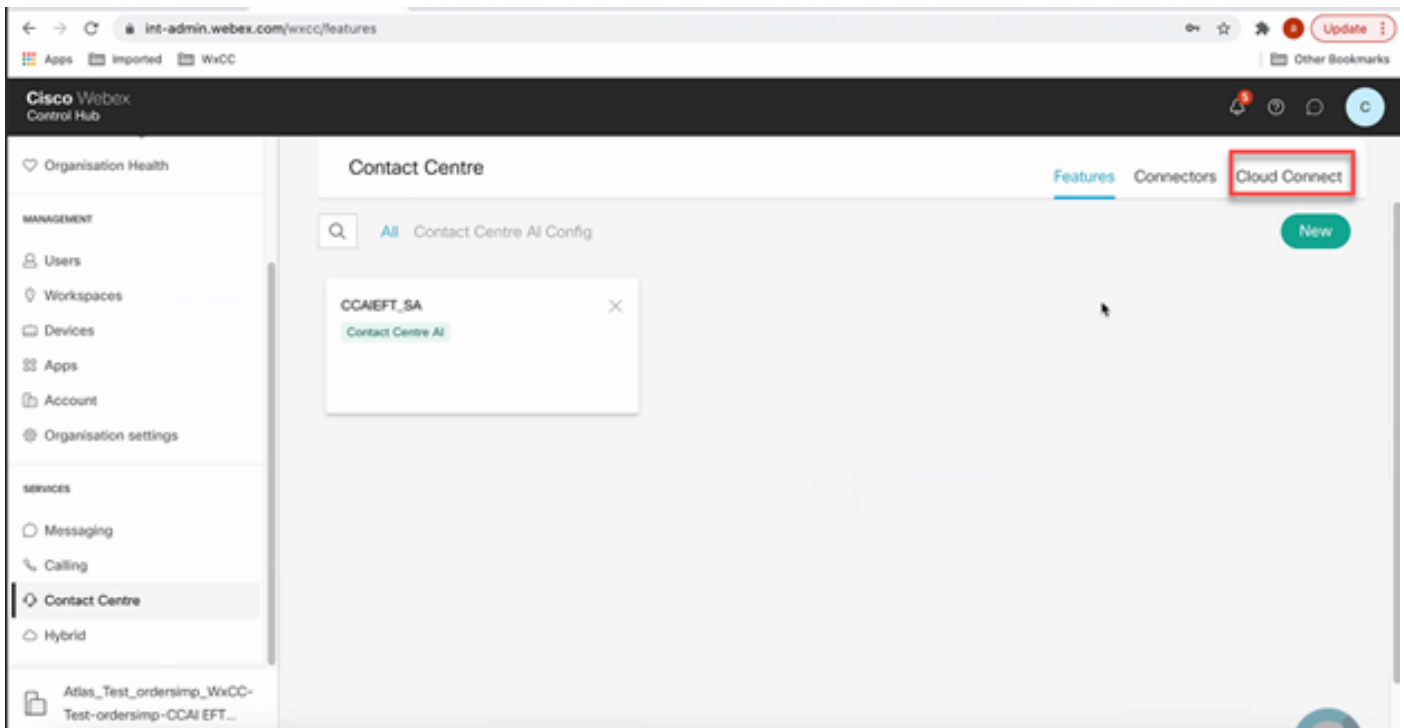 int-admin.webex.com/wxcc/features
a
Update
Apps
Imported
WxCC
Other Bookmarks
Cisco Webex
Control Hub
5
C
Organisation Health
MANAGEMENT
Users
Workspaces
Devices
Apps
Account
Organisation settings
SERVICES
Messaging
Calling
Contact Centre
Hybrid
Atlas_Test_ordersimp_WxCC-
Test-ordersimp-CCAI EFT...
Contact Centre
Features
Connectors
Cloud Connect
All
Contact Centre AI Config
New
CCAIEFT_SA
Contact Centre AI